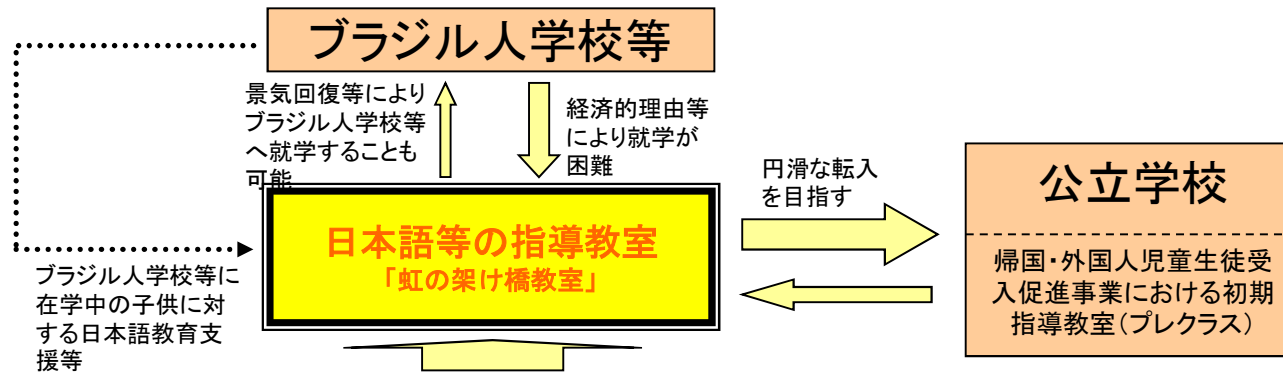 ブラジル人学校等
景気回復等により
ブラジル人学校等
へ就学することも
可能
経済的理由等
により就学が
困難
円滑な転入
を目指す
公立学校
帰国・外国人児童生徒受
入促進事業における初期
指導教室（プレクラス）
日本語等の指導教室
「虹の架け橋教室」
ブラジル人学校等に
在学中の子供に対
する日本語教育支
援等